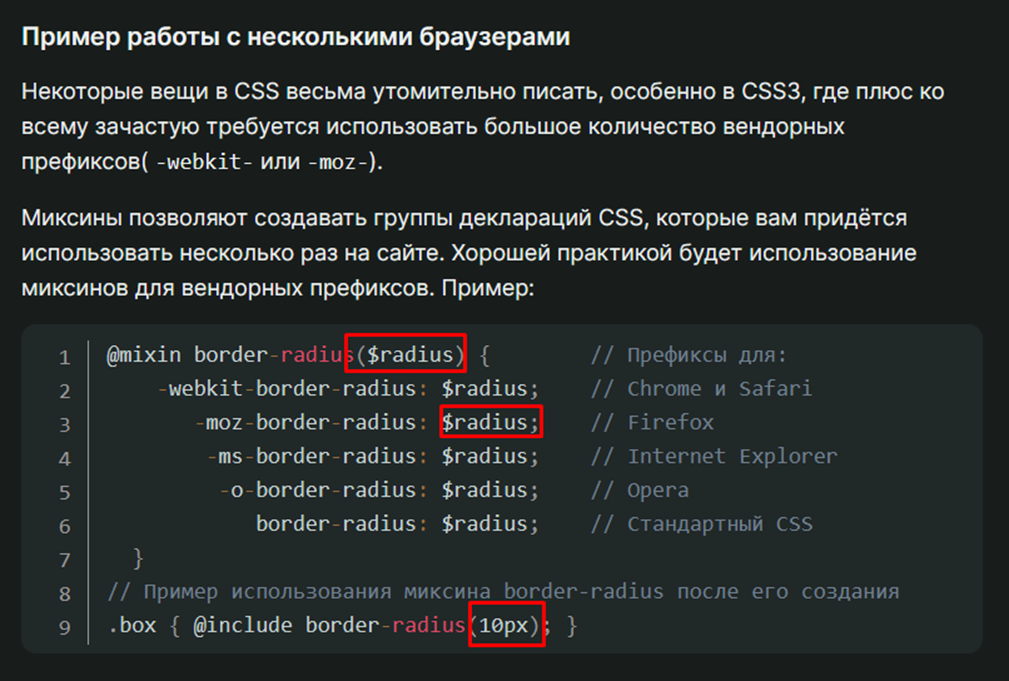 Пример работы с несколькими браузерами
Некоторые вещи в CSS весьма утомительно писать, особенно в CSS3, где плюс ко
всему зачастую требуется использовать большое количество вендорных
префиксов( -webkit- или -moz-).
Миксины позволяют создавать группы деклараций CSS, которые вам придётся
использовать несколько раз на сайте. Хорошей практикой будет использование
миксинов для вендорных префиксов. Пример:
1 @mixin border-radius($radius) { // Префиксы для:
2 -webkit-border-radius: $radius; // Chrome и Safari
3 -moz-border-radius: $radius; // Firefox
4 -ms-border-radius: $radius; // Internet Explorer
5 -o-border-radius: $radius; // Opera
6 border-radius: $radius; // Стандартный CSS
7 }
8 // Пример использования миксина border-radius после его создания
9 .box { @include border-radius(10px); }